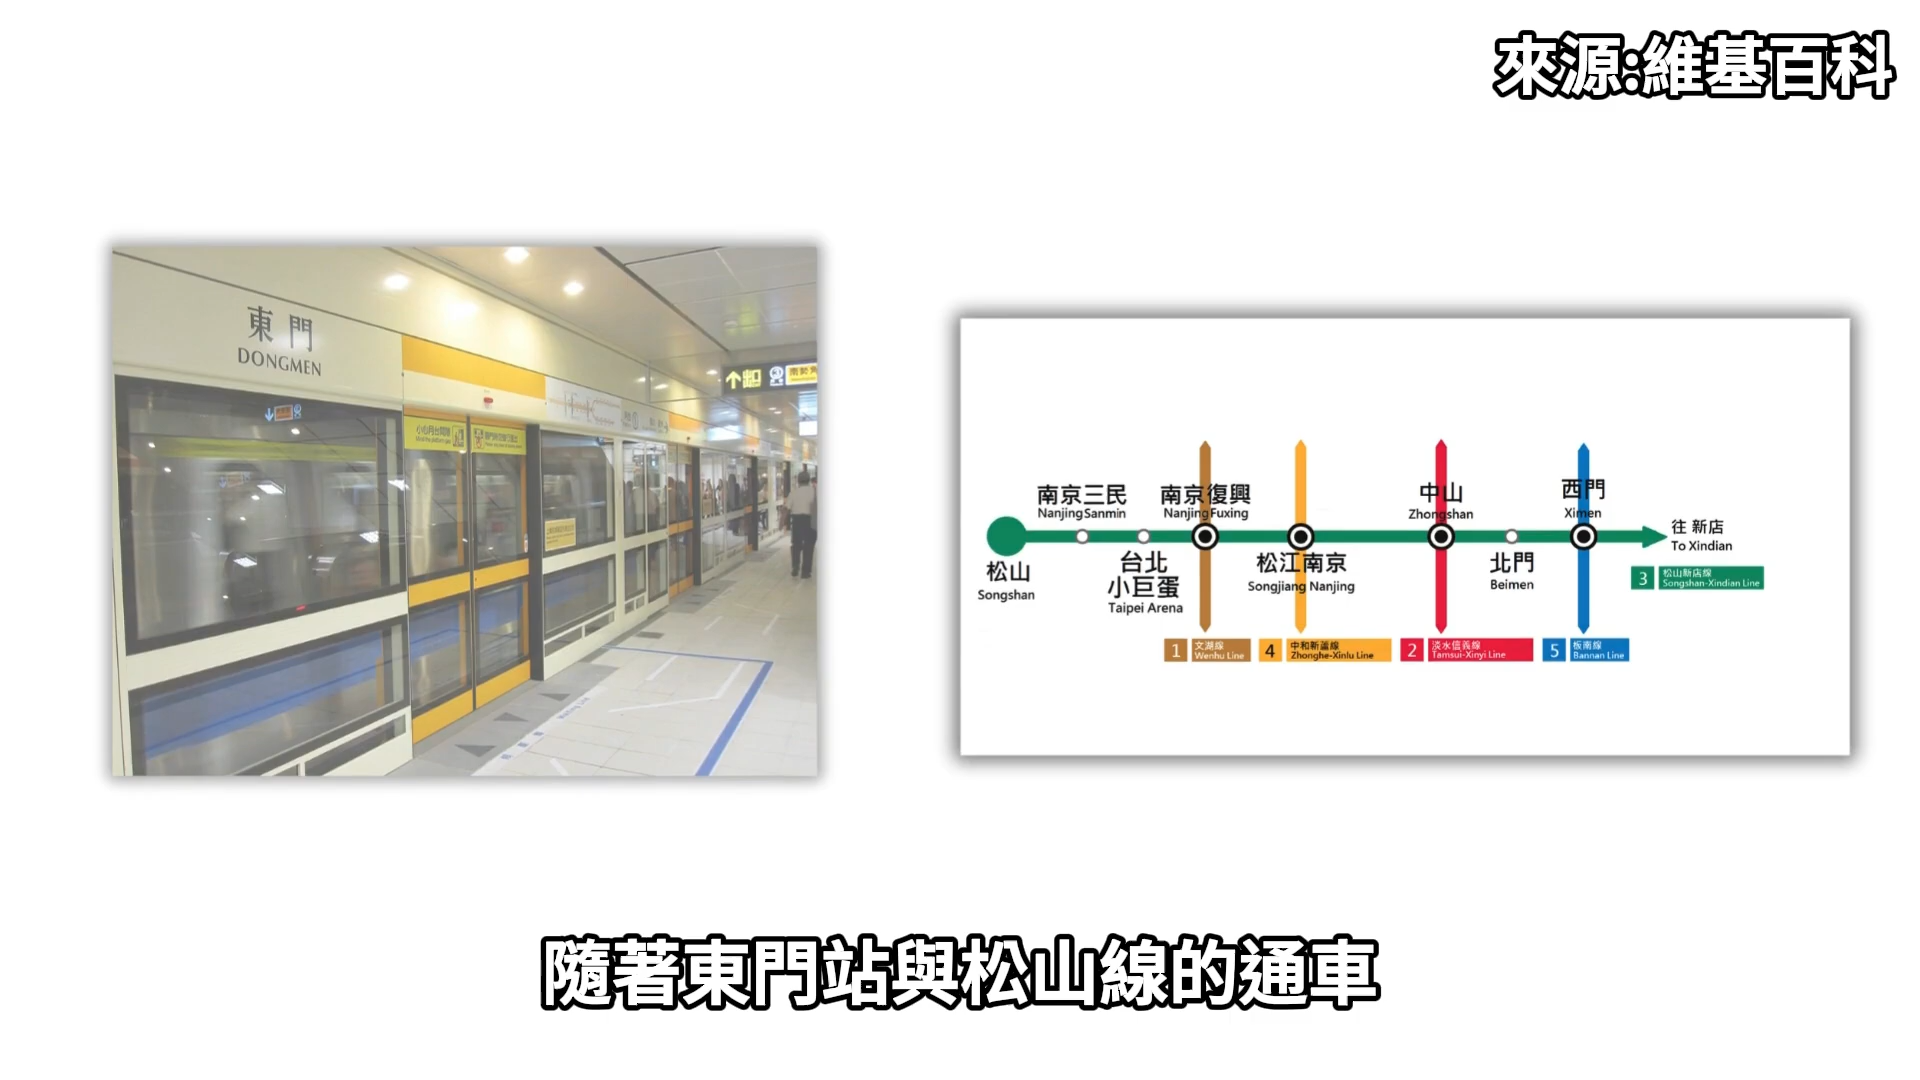 來源:維基百科
東門
DONGMEN
南京三民
Nanjing Sanmin
南京復興
Nanjing Fuxing
中山
Zhongshan
西門
Ximen
往 新店
To Xindian
松山
Songshan
台北
小巨蛋
Taipei Arena
松江南京
Songjiang Nanjing
北門
Beimen
3 松山新店線
Songshan-Xindian Line
1 文湖線
Wenhu Line
4 中和新蘆線
Zhonghe-Xinlu Line
2 淡水信義線
Tamsui-Xinyi Line
5 板南線
Bannan Line
隨著東門站與松山線的通車